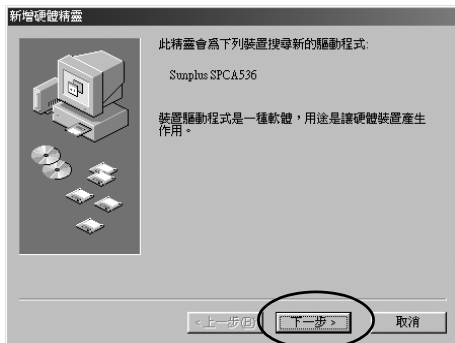 新增硬體精靈
此精靈會為下列裝置搜尋新的驅動程式:
Sunplus SPCA536
裝置驅動程式是一種軟體，用途是讓硬體裝置產生
作用。
<上一步(B)
下一步>
取消